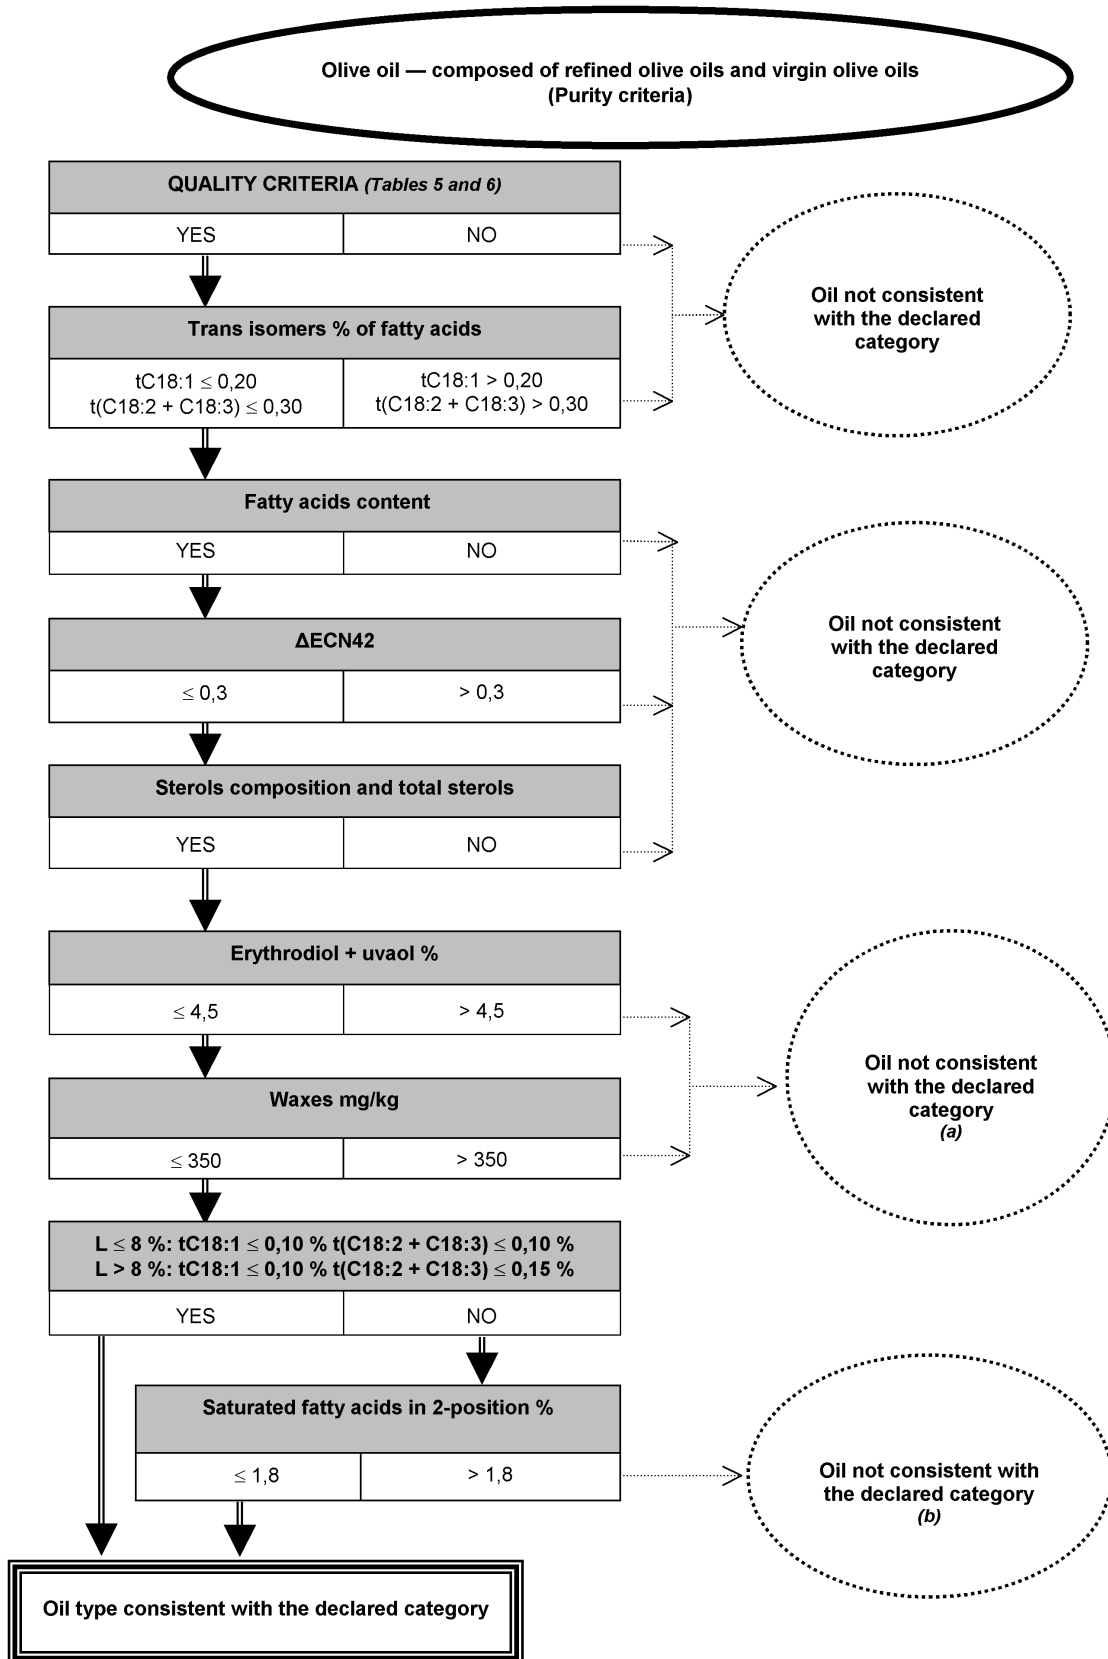 Olive oil — composed of refined olive oils and virgin olive oils
(Purity criteria)
QUALITY CRITERIA (Tables 5 and 6)
YES
NO
Oil not consistent
with the declared
category
Trans isomers % of fatty acids
tC18:1 ≤ 0,20
t(C18:2 + C18:3) ≤ 0,30
tC18:1 > 0,20
t(C18:2 + C18:3) > 0,30
Fatty acids content
YES
NO
Oil not consistent
with the declared
category
ΔECN42
≤ 0,3
> 0,3
Sterols composition and total sterols
YES
NO
Erythrodiol + uvaol %
≤ 4,5
> 4,5
Oil not consistent
with the declared
category
(a)
Waxes mg/kg
≤ 350
> 350
L ≤ 8 %: tC18:1 ≤ 0,10 % t(C18:2 + C18:3) ≤ 0,10 %
L > 8 %: tC18:1 ≤ 0,10 % t(C18:2 + C18:3) ≤ 0,15 %
YES
NO
Saturated fatty acids in 2-position %
≤ 1,8
> 1,8
Oil not consistent with
the declared category
(b)
Oil type consistent with the declared category